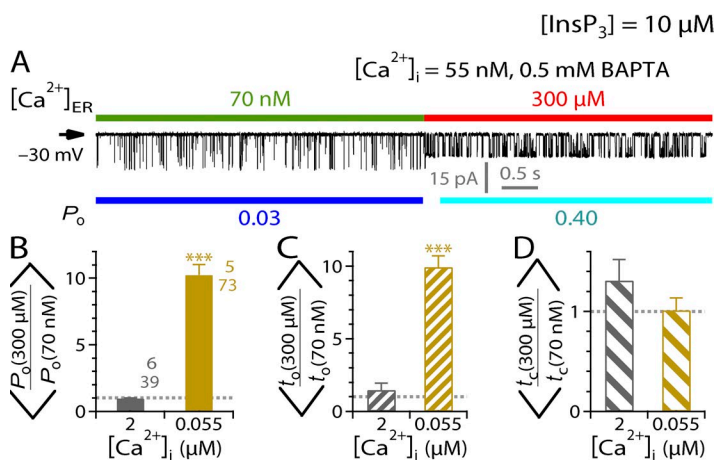 [InsP3] = 10 µM
A
[Ca2+]i = 55 nM, 0.5 mM BAPTA
[Ca2+]ER
70 nM
300 µM
–30 mV
15 pA
0.5 s
Po
0.03
0.40
B
Po(300 µM)
Po(70 nM)
10
5
0
6
39
***
5
73
2
0.055
[Ca2+]i (µM)
C
to(300 µM)
to(70 nM)
10
5
0
***
2
0.055
[Ca2+]i (µM)
D
tc(300 µM)
tc(70 nM)
1
0
2
0.055
[Ca2+]i (µM)